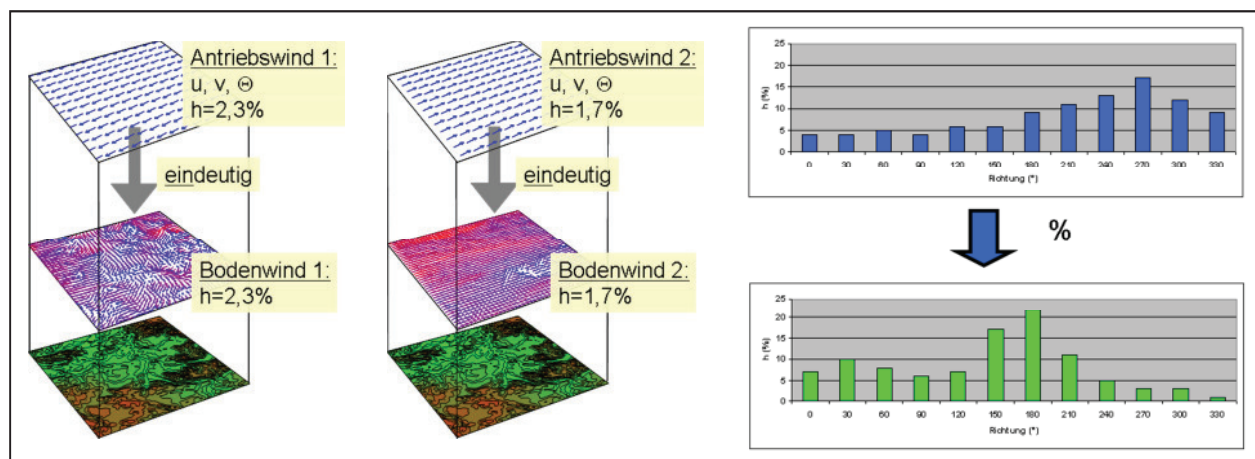 Antriebswind 1:
u, v, Θ
h=2,3%
eindeutig
Bodenwind 1:
h=2,3%
Antriebswind 2:
u, v, Θ
h=1,7%
eindeutig
Bodenwind 2:
h=1,7%
h (%)
25
20
15
10
5
0
0 30 60 90 120 150 180 210 240 270 300 330
Richtung (°)
%
h (%)
25
20
15
10
5
0
0 30 60 90 120 150 180 210 240 270 300 330
Richtung (°)